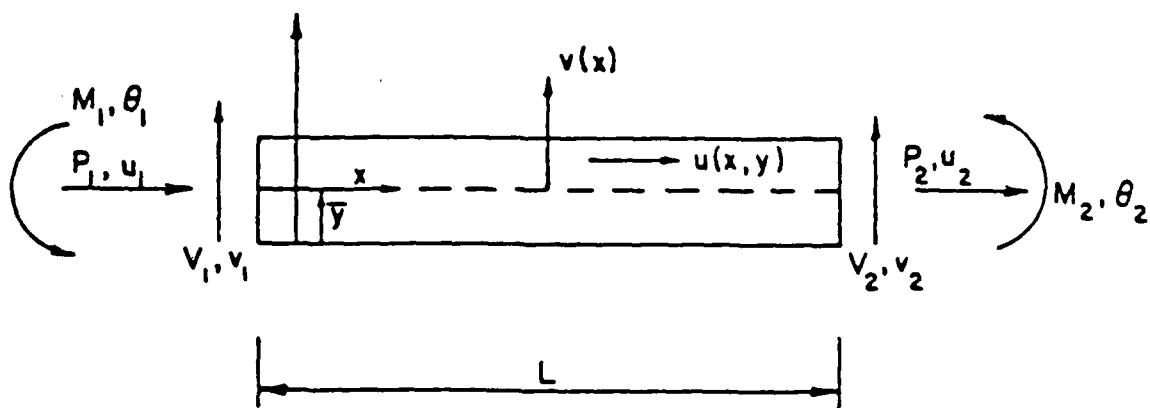 v(x)
M₁, θ₁
P₁, u₁
x
u(x, y)
P₂, u₂
ȳ
M₂, θ₂
V₁, v₁
V₂, v₂
L